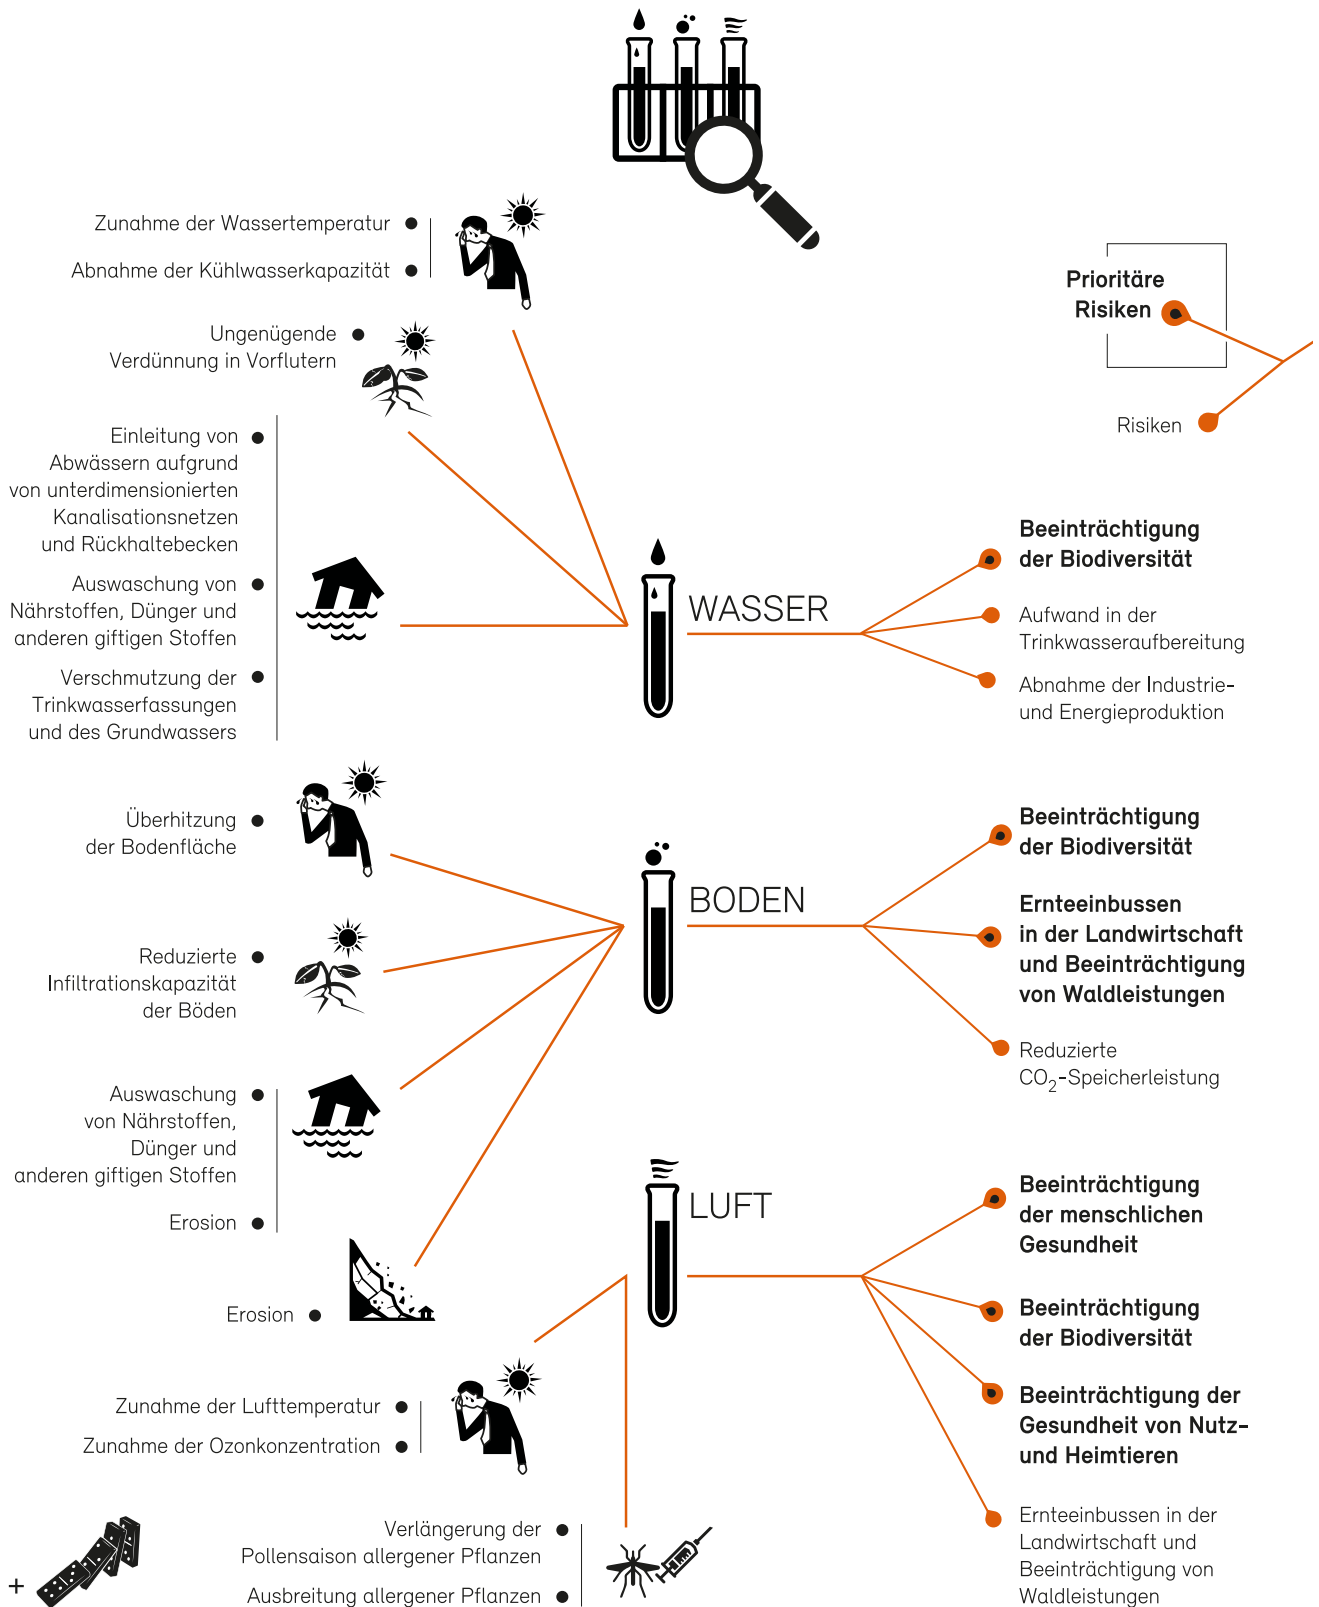 Zunahme der Wassertemperatur
Abnahme der Kühlwasserkapazität
Ungenügende
Verdünnung in Vorflutern
Einleitung von
Abwässern aufgrund
von unterdimensionierten
Kanalisationsnetzen
und Rückhaltebecken
Auswaschung von
Nährstoffen, Dünger und
anderen giftigen Stoffen
Verschmutzung der
Trinkwasserfassungen
und des Grundwassers
WASSER
Prioritäre
Risiken
Risiken
Beeinträchtigung
der Biodiversität
Aufwand in der
Trinkwasseraufbereitung
Abnahme der Industrie-
und Energieproduktion
Überhitzung
der Bodenfläche
Reduzierte
Infiltrationskapazität
der Böden
Auswaschung
von Nährstoffen,
Dünger und
anderen giftigen Stoffen
Erosion
Erosion
BODEN
Beeinträchtigung
der Biodiversität
Ernteeinbussen
in der Landwirtschaft
und Beeinträchtigung
von Waldleistungen
Reduzierte
CO₂-Speicherleistung
Zunahme der Lufttemperatur
Zunahme der Ozonkonzentration
Verlängerung der
Pollensaison allergener Pflanzen
Ausbreitung allergener Pflanzen
+
LUFT
Beeinträchtigung
der menschlichen
Gesundheit
Beeinträchtigung
der Biodiversität
Beeinträchtigung der
Gesundheit von Nutz-
und Heimtieren
Ernteeinbussen in der
Landwirtschaft und
Beeinträchtigung von
Waldleistungen